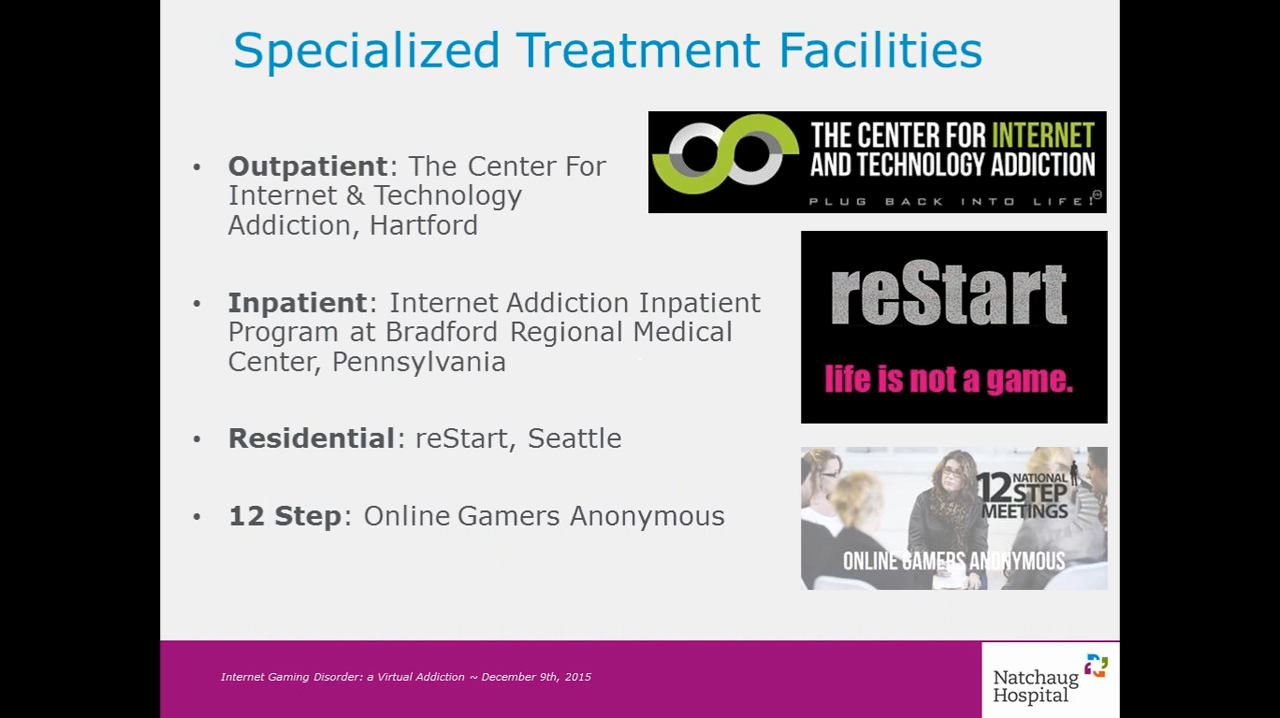 Specialized Treatment Facilities
• Outpatient: The Center For
Internet & Technology
Addiction, Hartford
• Inpatient: Internet Addiction Inpatient
Program at Bradford Regional Medical
Center, Pennsylvania
• Residential: reStart, Seattle
• 12 Step: Online Gamers Anonymous
THE CENTER FOR INTERNET
AND TECHNOLOGY ADDICTION
PLUG BACK INTO LIFE!
reStart
life is not a game.
12 NATIONAL
STEP
MEETINGS
ONLINE GAMERS ANONYMOUS
Internet Gaming Disorder: a Virtual Addiction ~ December 9th, 2015
Natchaug
Hospital